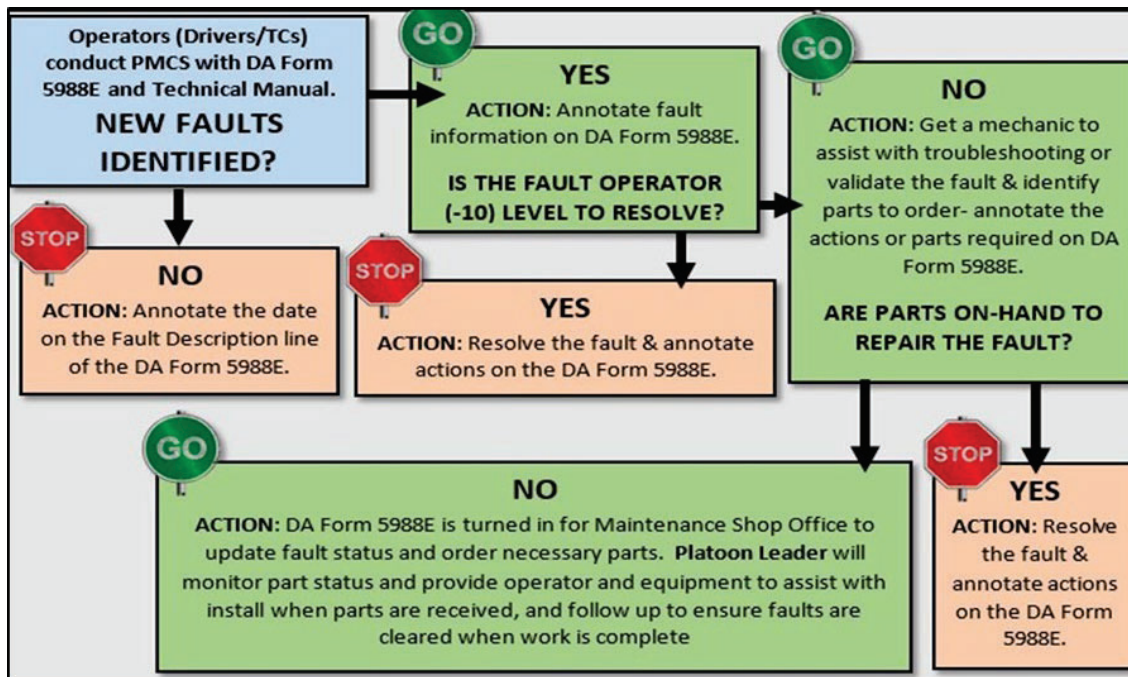 Operators (Drivers/TCs)
conduct PMCS with DA Form
5988E and Technical Manual.
NEW FAULTS
IDENTIFIED?
GO
YES
ACTION: Annotate fault
information on DA Form 5988E.
IS THE FAULT OPERATOR
(-10) LEVEL TO RESOLVE?
GO
NO
ACTION: Get a mechanic to
assist with troubleshooting or
validate the fault & identify
parts to order- annotate the
actions or parts required on DA
Form 5988E.
ARE PARTS ON-HAND TO
REPAIR THE FAULT?
STOP
NO
ACTION: Annotate the date
on the Fault Description line
of the DA Form 5988E.
STOP
YES
ACTION: Resolve the fault & annotate
actions on the DA Form 5988E.
GO
NO
ACTION: DA Form 5988E is turned in for Maintenance Shop Office to
update fault status and order necessary parts. Platoon Leader will
monitor part status and provide operator and equipment to assist with
install when parts are received, and follow up to ensure faults are
cleared when work is complete
STOP
YES
ACTION: Resolve
the fault &
annotate actions
on the DA Form
5988E.